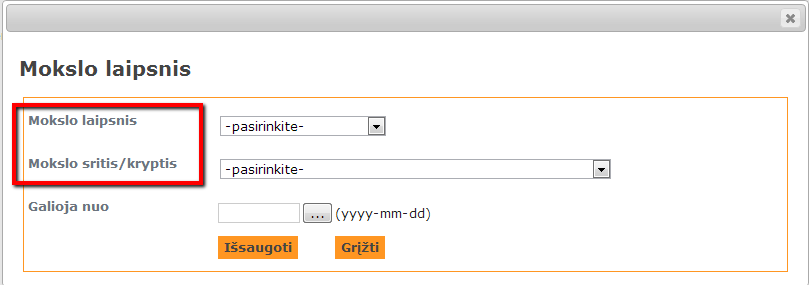 Mokslo laipsnis
Mokslo laipsnis -pasirinkite-
Mokslo sritis/kryptis -pasirinkite-
Galioja nuo ... (yyyy-mm-dd)
Išsaugoti Grįžti